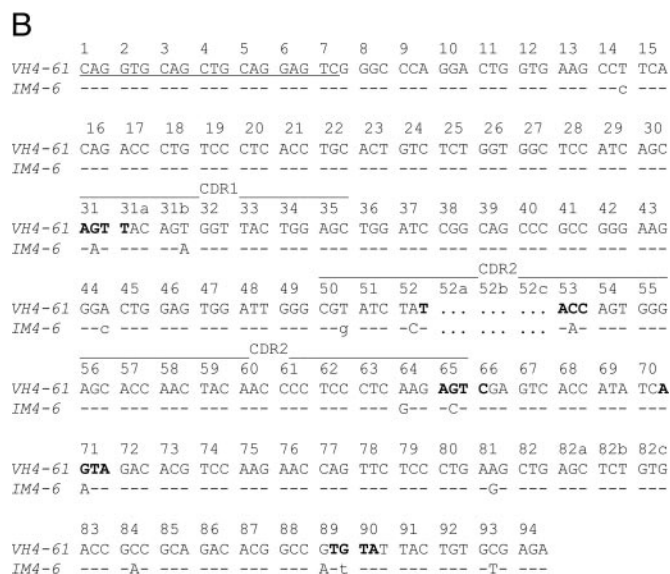 B
1 2 3 4 5 6 7 8 9 10 11 12 13 14 15
VH4-61 CAG GTG CAG CTG CAG GAG TCG GGC CCA GGA CTG GTG AAG CCT TCA
IM4-6 --- --- --- --- --- --- --- --- --- --- --- --- --- --c ---
16 17 18 19 20 21 22 23 24 25 26 27 28 29 30
VH4-61 CAG ACC CTG TCC CTC ACC TGC ACT GTC TCT GGT GGC TCC ATC AGC
IM4-6 --- --- --- --- --- --- --- --- --- --- --- --- --- --- ---
CDR1
31 31a 31b 32 33 34 35 36 37 38 39 40 41 42 43
VH4-61 AGT TAC AGT GGT TAC TGG AGC TGG ATC CGG CAG CCC GCC GGG AAG
IM4-6 -A- --- -A- --- --- --- --- --- --- --- --- --- --- --- ---
CDR2
44 45 46 47 48 49 50 51 52 52a 52b 52c 53 54 55
VH4-61 GGA CTG GAG TGG ATT GGG CGT ATC TAT ... ... ... ACC AGT GGG
IM4-6 --c --- --- --- --- --- --g --- -C- ... ... ... -A- --- ---
CDR2
56 57 58 59 60 61 62 63 64 65 66 67 68 69 70
VH4-61 AGC ACC AAC TAC AAC CCC TCC CTC AAG AGT CGA GTC ACC ATA TCA
IM4-6 --- --- --- --- --- --- --- --- G-- -C- --- --- --- --- ---
71 72 73 74 75 76 77 78 79 80 81 82 82a 82b 82c
VH4-61 GTA GAC ACG TCC AAG AAC CAG TTC TCC CTG AAG CTG AGC TCT GTG
IM4-6 A-- --- --- --- --- --- --- --- --- --- -G- --- --- --- ---
83 84 85 86 87 88 89 90 91 92 93 94
VH4-61 ACC GCC GCA GAC ACG GCC GTG TAT TAC TGT GCG AGA
IM4-6 --- -A- --- --- --- --- A-t --- --- --- -T- ---